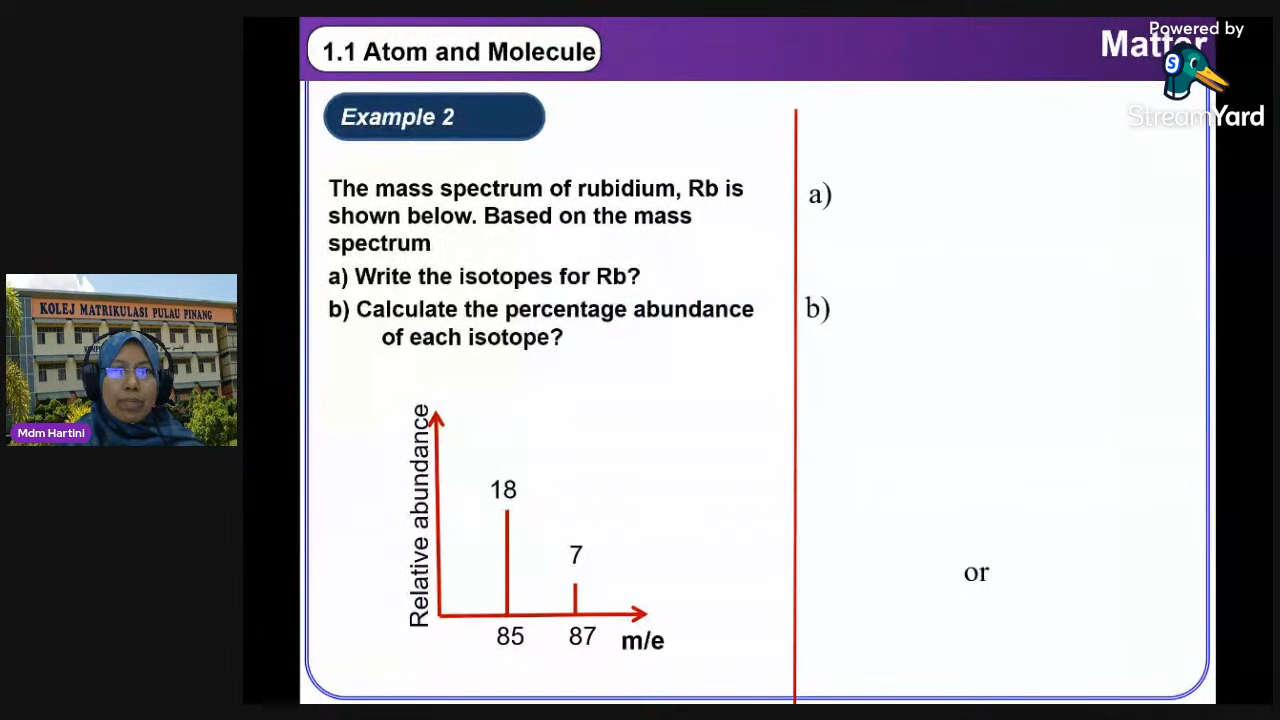 1.1 Atom and Molecule
Matter
Powered by
StreamYard
Example 2
The mass spectrum of rubidium, Rb is
shown below. Based on the mass
spectrum
a) Write the isotopes for Rb?
b) Calculate the percentage abundance
of each isotope?
Relative abundance
18
7
85
87
m/e
a)
b)
or
KOLEJ MATRIKULASI PULAU PINANG
Mdm Hartini